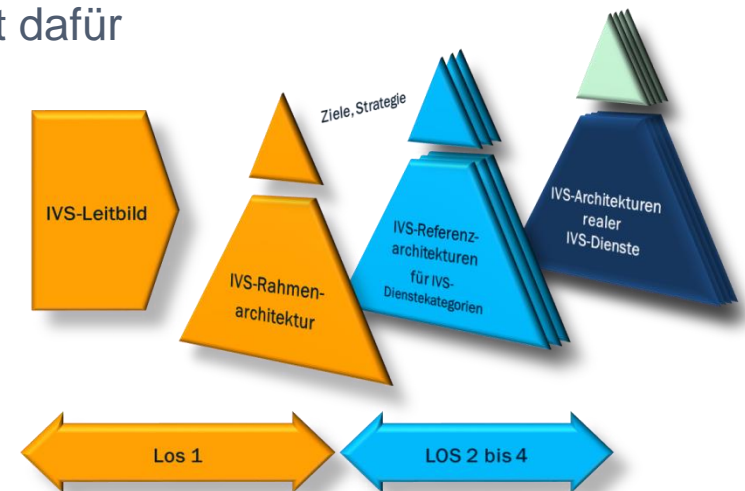 t dafür
Ziele, Strategie
IVS-Leitbild
IVS-Rahmen-
architektur
IVS-Referenz-
architekturen
für IVS-
Dienstekategorien
IVS-Architekturen
realer
IVS-Dienste
Los 1
LOS 2 bis 4